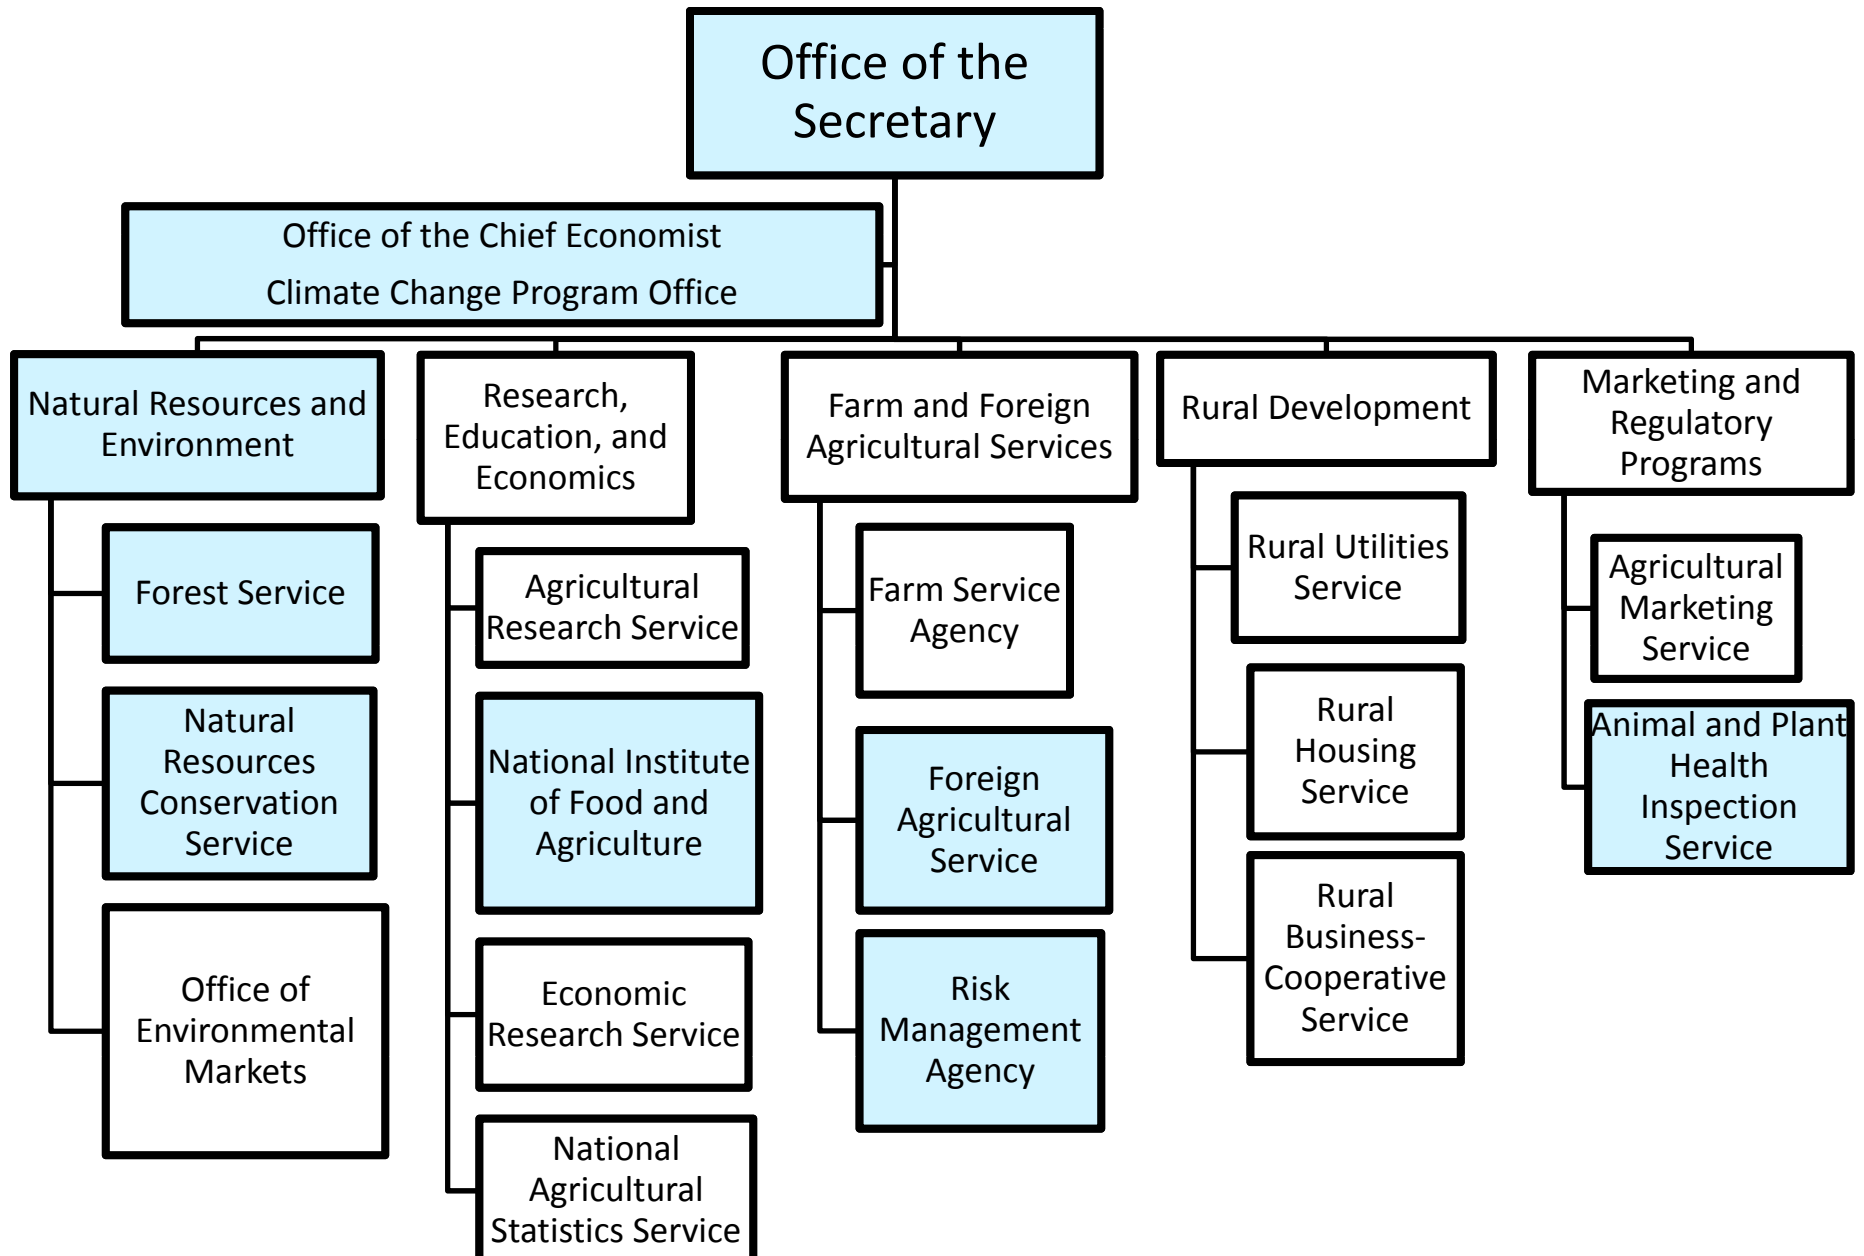 Office of the
Secretary
Office of the Chief Economist
Climate Change Program Office
Natural Resources and
Environment
Forest Service
Natural
Resources
Conservation
Service
Office of
Environmental
Markets
Research,
Education, and
Economics
Agricultural
Research Service
National Institute
of Food and
Agriculture
Economic
Research Service
National
Agricultural
Statistics Service
Farm and Foreign
Agricultural Services
Farm Service
Agency
Foreign
Agricultural
Service
Risk
Management
Agency
Rural Development
Rural Utilities
Service
Rural
Housing
Service
Rural
Business-
Cooperative
Service
Marketing and
Regulatory
Programs
Agricultural
Marketing
Service
Animal and Plant
Health
Inspection
Service